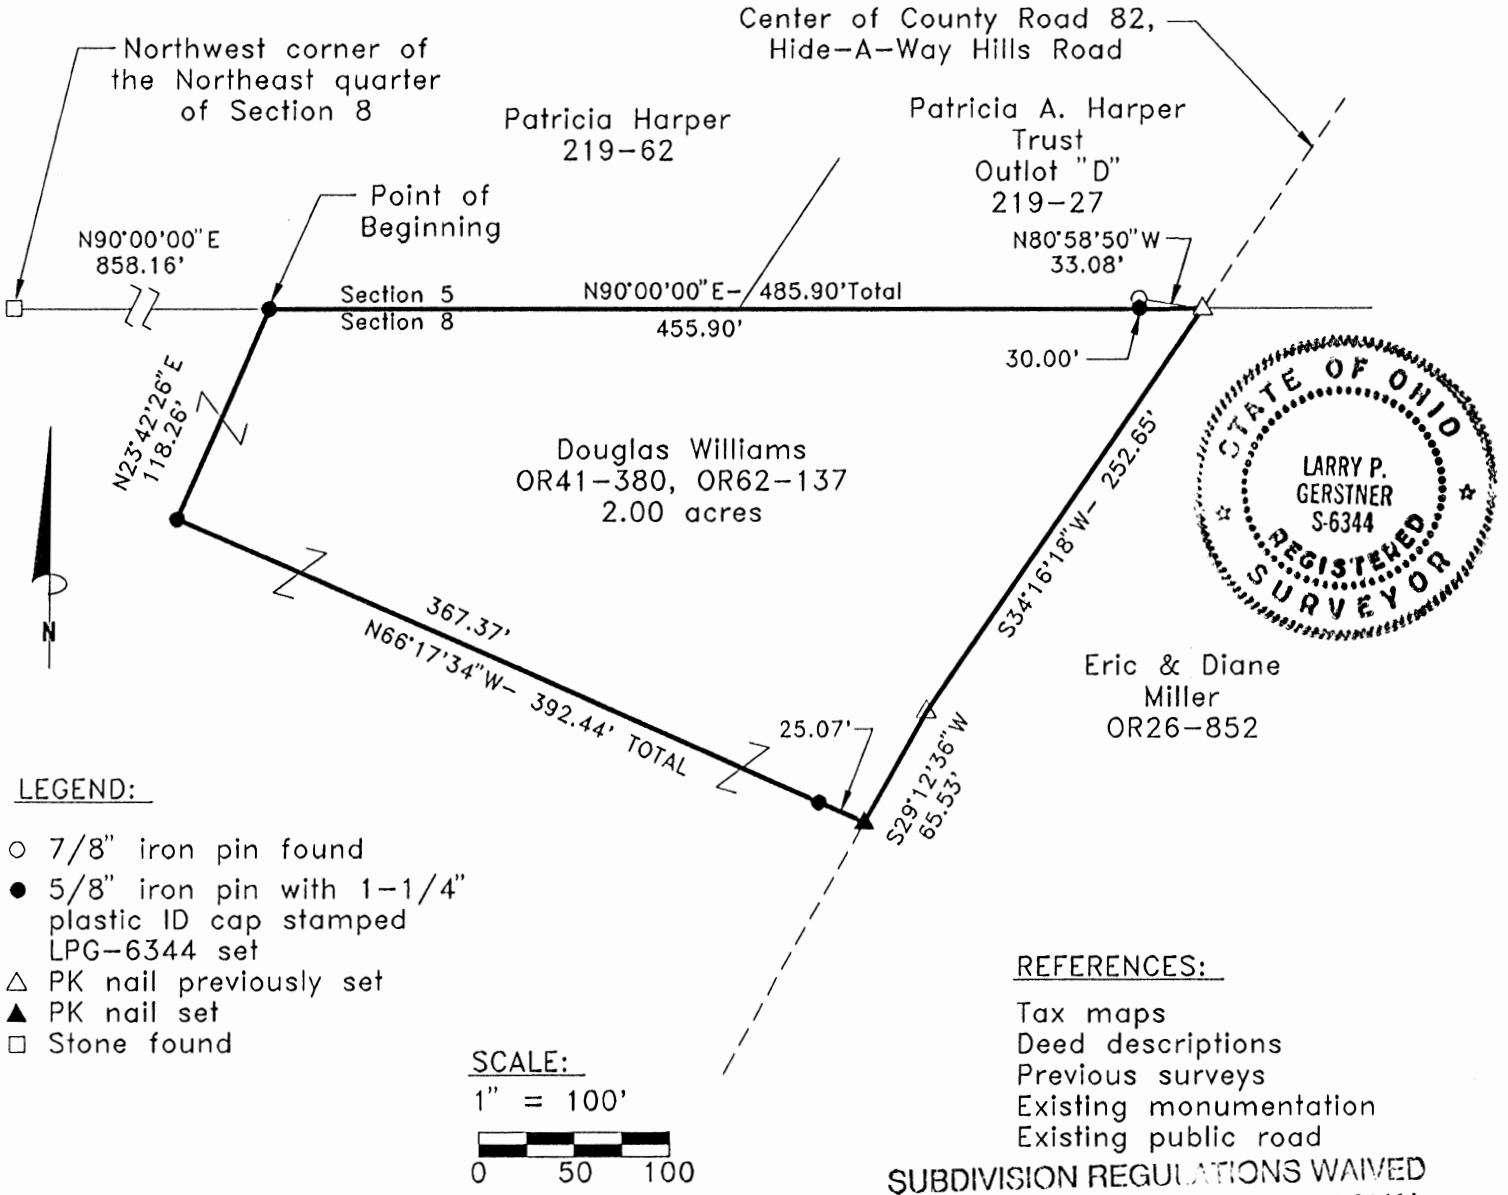 Center of County Road 82,
Hide-A-Way Hills Road
Northwest corner of
the Northeast quarter
of Section 8
Patricia Harper
219-62
Patricia A. Harper
Trust
Outlot "D"
219-27
Point of
Beginning
N90°00'00"E
858.16'
N80°58'50"W
33.08'
Section 5
N90°00'00"E- 485.90'Total
Section 8
455.90'
30.00'
N23°42'26"E
118.26'
Douglas Williams
OR41-380, OR62-137
2.00 acres
S34°16'18"W- 252.65'
STATE OF OHIO
LARRY P.
GERSTNER
S-6344
REGISTERED
SURVEYOR
N
367.37'
N66°17'34"W- 392.44' TOTAL
25.07'
S29°12'36"W
65.53'
Eric & Diane
Miller
OR26-852
LEGEND:
7/8" iron pin found
5/8" iron pin with 1-1/4"
plastic ID cap stamped
LPG-6344 set
PK nail previously set
PK nail set
Stone found
SCALE:
1" = 100'
0 50 100
REFERENCES:
Tax maps
Deed descriptions
Previous surveys
Existing monumentation
Existing public road
SUBDIVISION REGULATIONS WAIVED